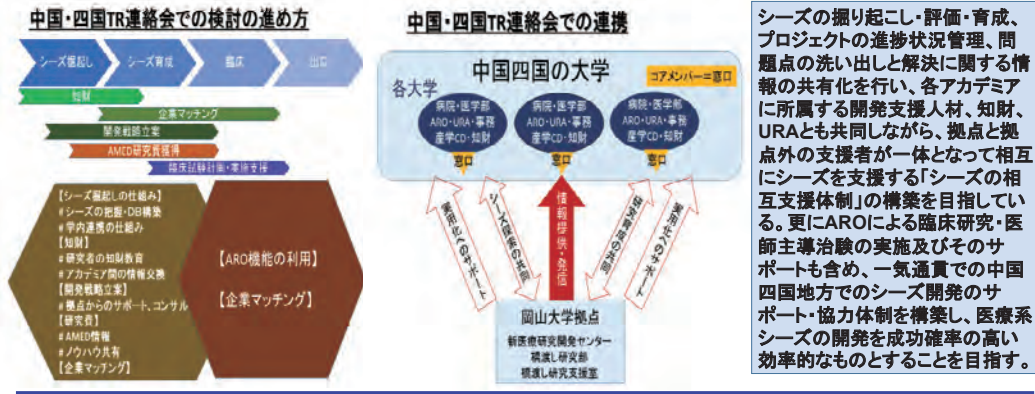 中国・四国TR連絡会での検討の進め方
シーズ掘起し
シーズ育成
臨床
出口
知財
企業マッチング
開発戦略立案
AMED研究費獲得
臨床試験計画・実施支援
【シーズ掘起しの仕組み】
#シーズの把握・DB構築
#学内連携の仕組み
【知財】
#研究者の知財教育
#アカデミア間の情報交換
【開発戦略立案】
#拠点からのサポート、コンサル
【研究費】
#AMED情報
#ノウハウ共有
【企業マッチング】
【ARO機能の利用】
【企業マッチング】
中国・四国TR連絡会での連携
中国四国の大学
コアメンバー=窓口
各大学
病院・医学部
ARO・URA・事務
産学CD・知財
窓口
病院・医学部
ARO・URA・事務
産学CD・知財
窓口
病院・医学部
ARO・URA・事務
産学CD・知財
窓口
実用化へのサポート
シーズ探索の共同
情報提供・発信
研究費獲得の共同
実用化へのサポート
岡山大学拠点
新医療研究開発センター
橋渡し研究部
橋渡し研究支援室
シーズの掘り起こし・評価・育成、
プロジェクトの進捗状況管理、問
題点の洗い出しと解決に関する情
報の共有化を行い、各アカデミア
に所属する開発支援人材、知財、
URAとも共同しながら、拠点と拠
点外の支援者が一体となって相互
にシーズを支援する「シーズの相
互支援体制」の構築を目指してい
る。更にAROによる臨床研究・医
師主導治験の実施及びそのサ
ポートも含め、一気通貫での中国
四国地方でのシーズ開発のサ
ポート・協力体制を構築し、医療系
シーズの開発を成功確率の高い
効率的なものとすることを目指す。